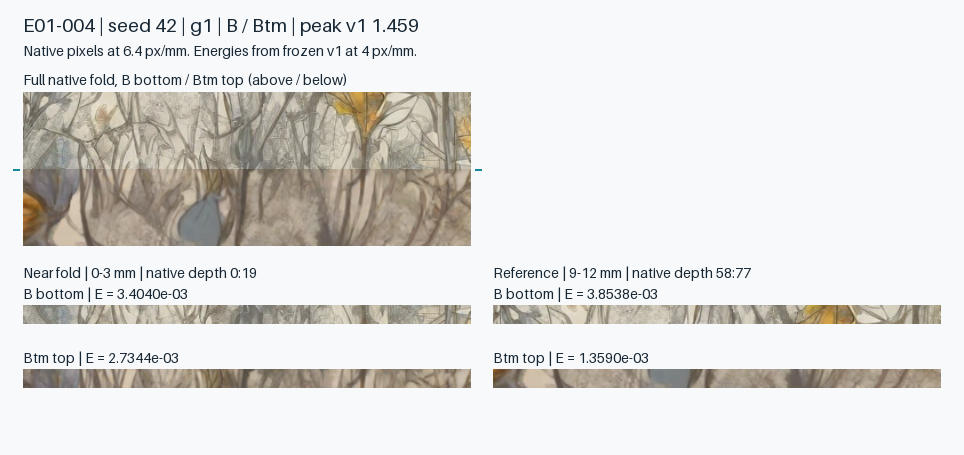 E01-004 | seed 42 | g1 | B / Btm | peak v1 1.459
Native pixels at 6.4 px/mm. Energies from frozen v1 at 4 px/mm.
Full native fold, B bottom / Btm top (above / below)
Near fold | 0-3 mm | native depth 0:19
B bottom | E = 3.4040e-03
Btm top | E = 2.7344e-03
Reference | 9-12 mm | native depth 58:77
B bottom | E = 3.8538e-03
Btm top | E = 1.3590e-03